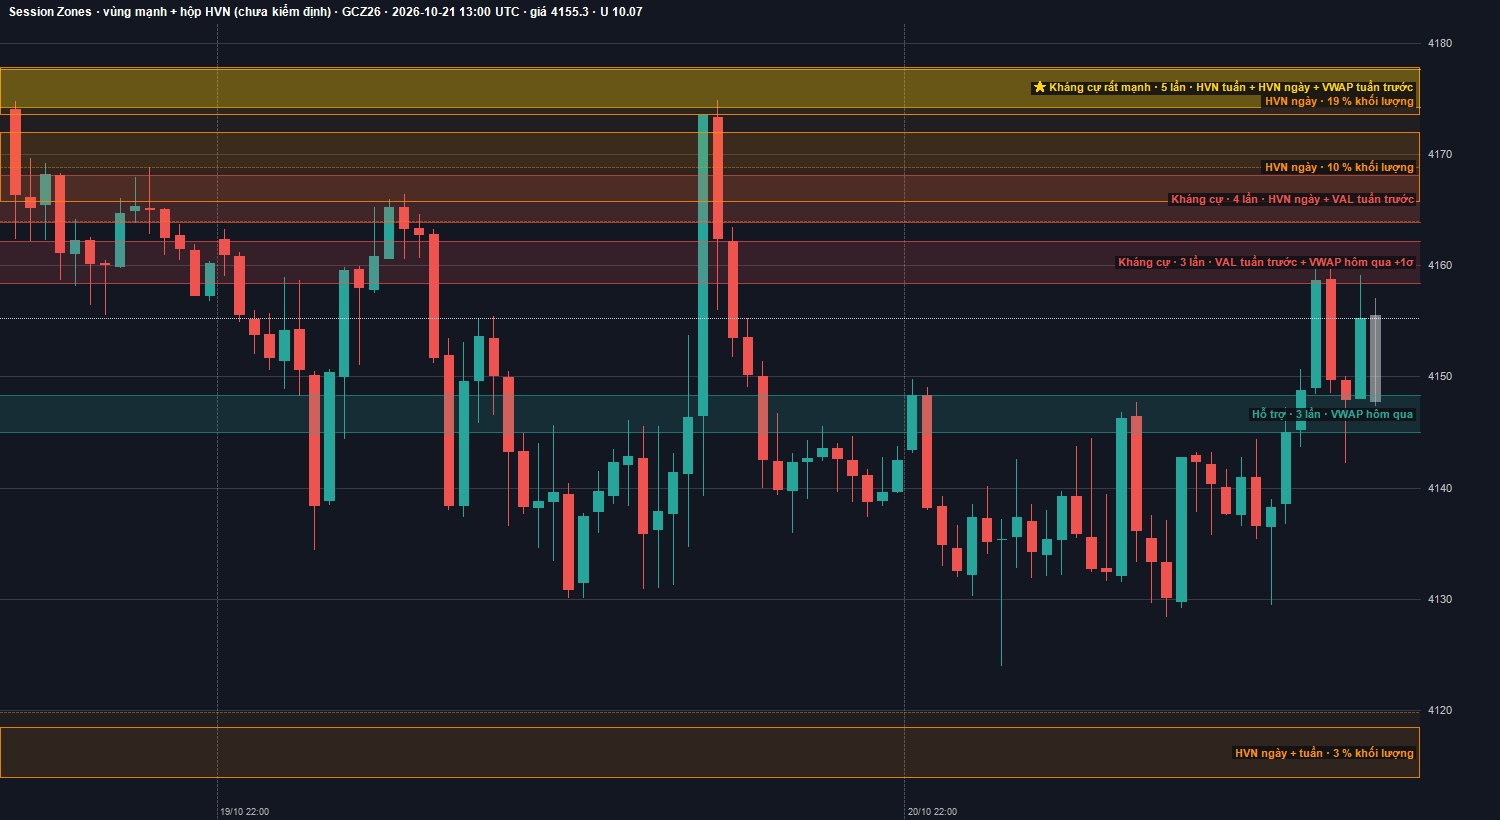 Session Zones · vùng mạnh + hộp HVN (chưa kiểm định) · GCZ26 · 2026-10-21 13:00 UTC · giá 4155.3 · U 10.07
4180
⭐ Kháng cự rất mạnh · 5 lần · HVN tuần + HVN ngày + VWAP tuần trước
HVN ngày · 19 % khối lượng
4170
HVN ngày · 10 % khối lượng
Kháng cự · 4 lần · HVN ngày + VAL tuần trước
Kháng cự · 3 lần · VAL tuần trước + VWAP hôm qua +1σ
4160
4150
Hỗ trợ · 3 lần · VWAP hôm qua
4140
4130
4120
HVN ngày + tuần · 3 % khối lượng
19/10 22:00
20/10 22:00